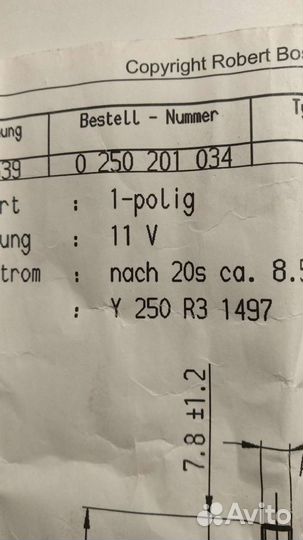 Copyright Robert Bos
ung Bestell - Nummer Ty
39 0 250 201 034
rt : 1-polig
ung : 11 V
trom : nach 20s ca. 8.5
: Y 250 R3 1497
7.8 ±1.2
Avito